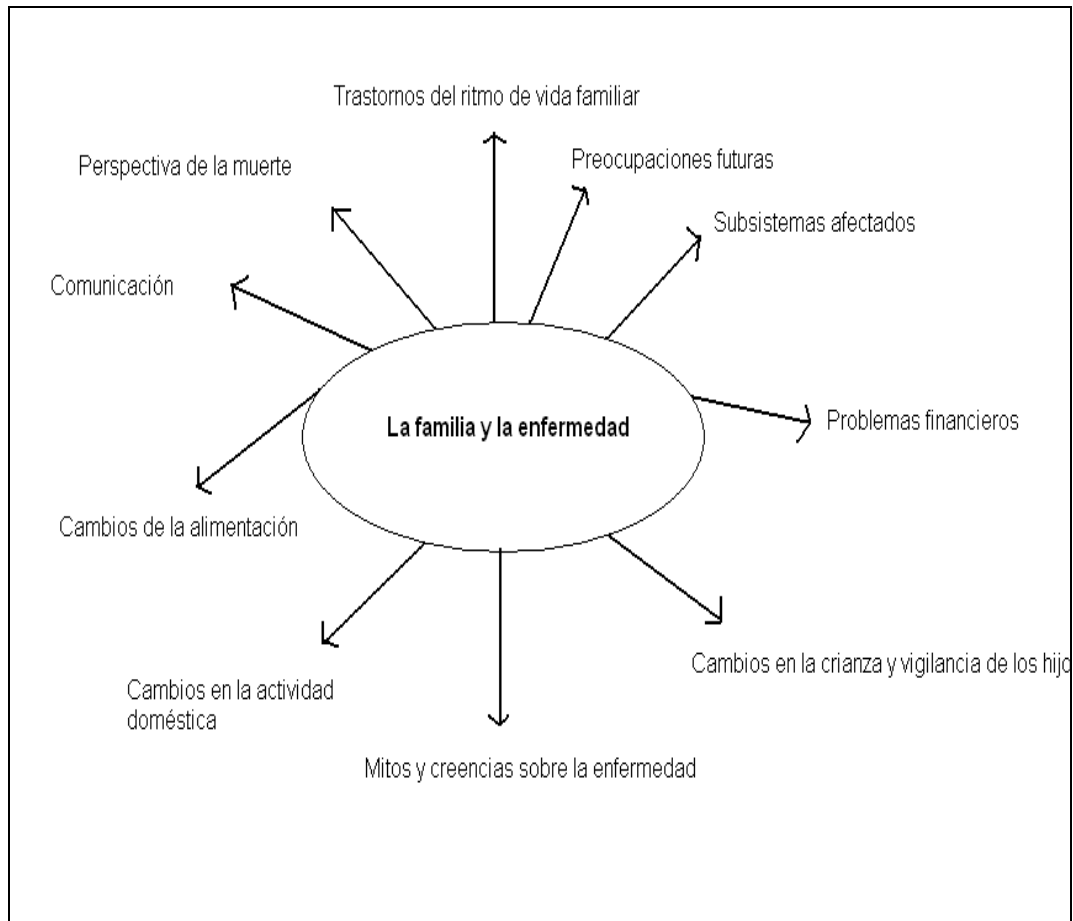 Trastornos del ritmo de vida familiar
Preocupaciones futuras
Perspectiva de la muerte
Subsistemas afectados
Comunicación
La familia y la enfermedad
Problemas financieros
Cambios de la alimentación
Cambios en la crianza y vigilancia de los hijo
Cambios en la actividad
doméstica
Mitos y creencias sobre la enfermedad